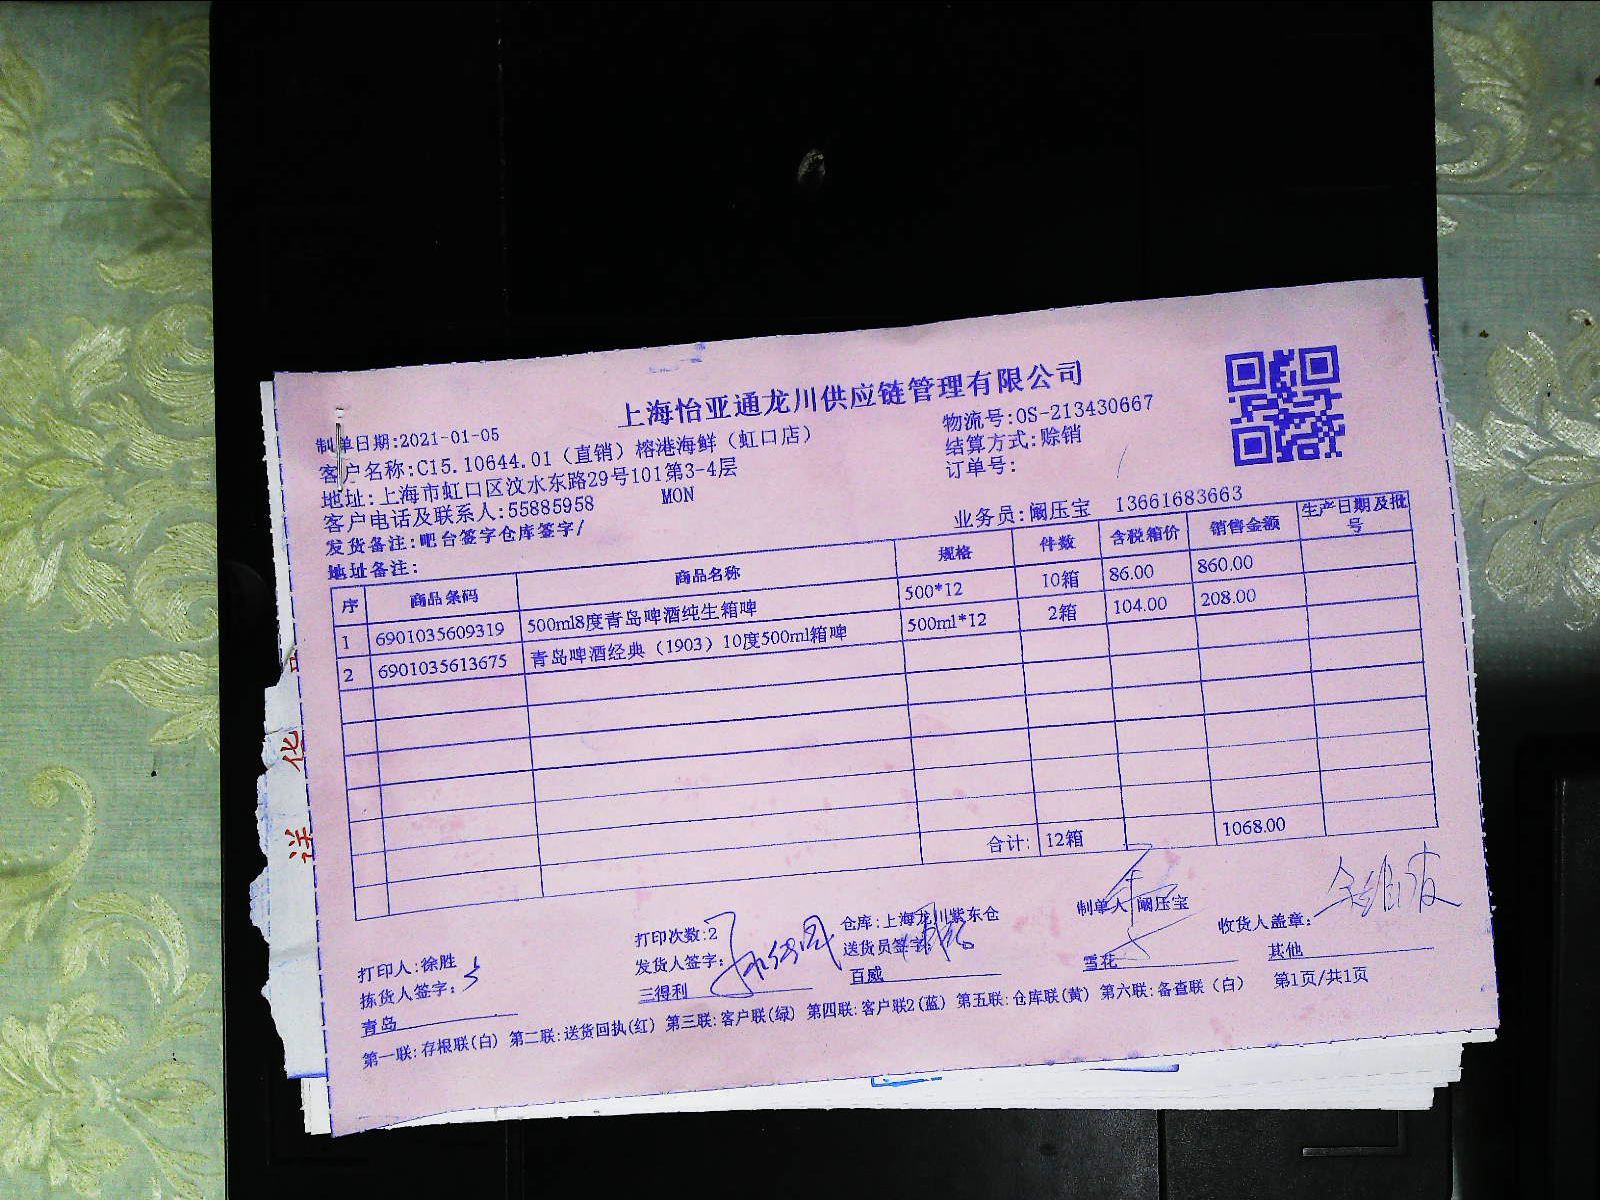 上海怡亚通龙川供应链管理有限公司
制单日期:2021-01-05
物流号:OS-213430667
客户名称:C15.10644.01（直销）榕港海鲜（虹口店）
结算方式:赊销
地址:上海市虹口区汶水东路29号101第3-4层
订单号:
客户电话及联系人:55885958 MON
发货备注:吧台签字仓库签字/
业务员:阚压宝 13661683663
地址备注:
序 商品条码 商品名称 规格 件数 含税箱价 销售金额 生产日期及批号
1 6901035609319 500ml8度青岛啤酒纯生箱啤 500*12 10箱 86.00 860.00
2 6901035613675 青岛啤酒经典（1903）10度500ml箱啤 500ml*12 2箱 104.00 208.00
合计: 12箱 1068.00
打印人:徐胜 打印次数:2 仓库:上海龙川紫东仓 制单人 阚压宝 收货人盖章:
拣货人签字: 发货人签字: 送货员签字:
青岛 三得利 百威 雪花 其他
第一联:存根联(白) 第二联:送货回执(红) 第三联:客户联(绿) 第四联:客户联2(蓝) 第五联:仓库联(黄) 第六联:备查联（白） 第1页/共1页
化
送